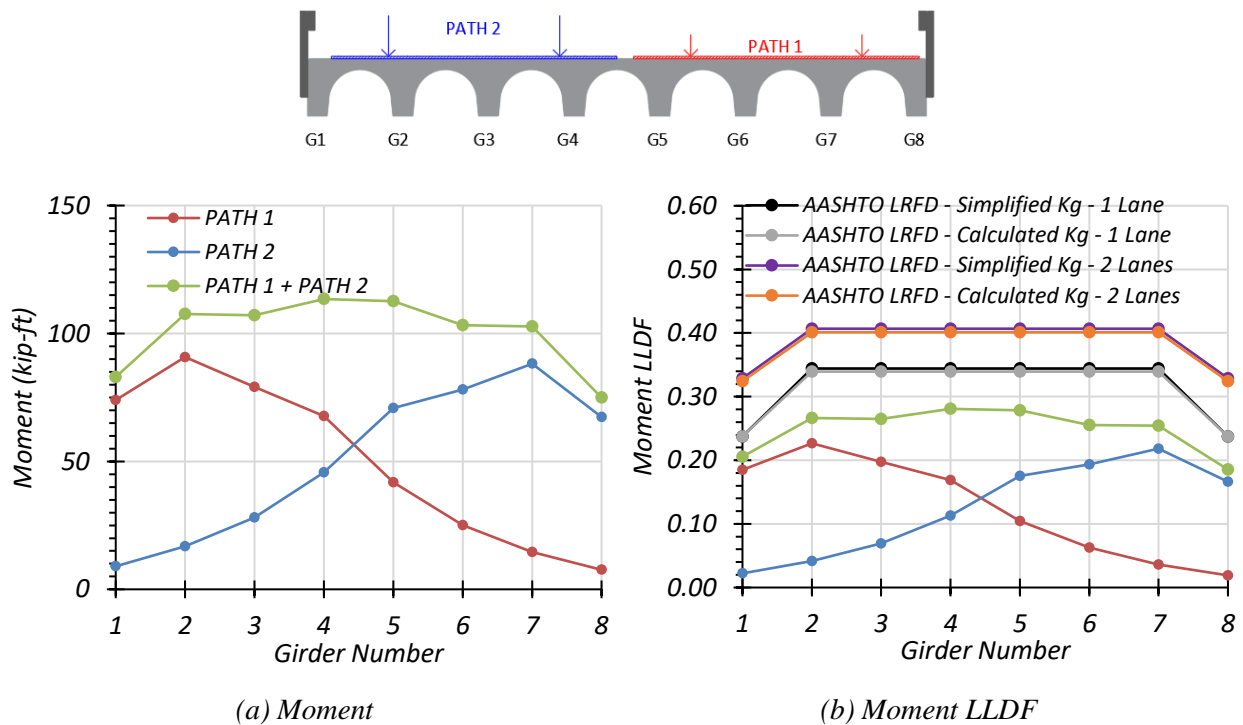 PATH 2
PATH 1
G1 G2 G3 G4 G5 G6 G7 G8
150
100
50
0
Moment (kip-ft)
PATH 1
PATH 2
PATH 1 + PATH 2
1 2 3 4 5 6 7 8
Girder Number
(a) Moment
0.60
0.50
0.40
0.30
0.20
0.10
0.00
Moment LLDF
AASHTO LRFD - Simplified Kg - 1 Lane
AASHTO LRFD - Calculated Kg - 1 Lane
AASHTO LRFD - Simplified Kg - 2 Lanes
AASHTO LRFD - Calculated Kg - 2 Lanes
1 2 3 4 5 6 7 8
Girder Number
(b) Moment LLDF